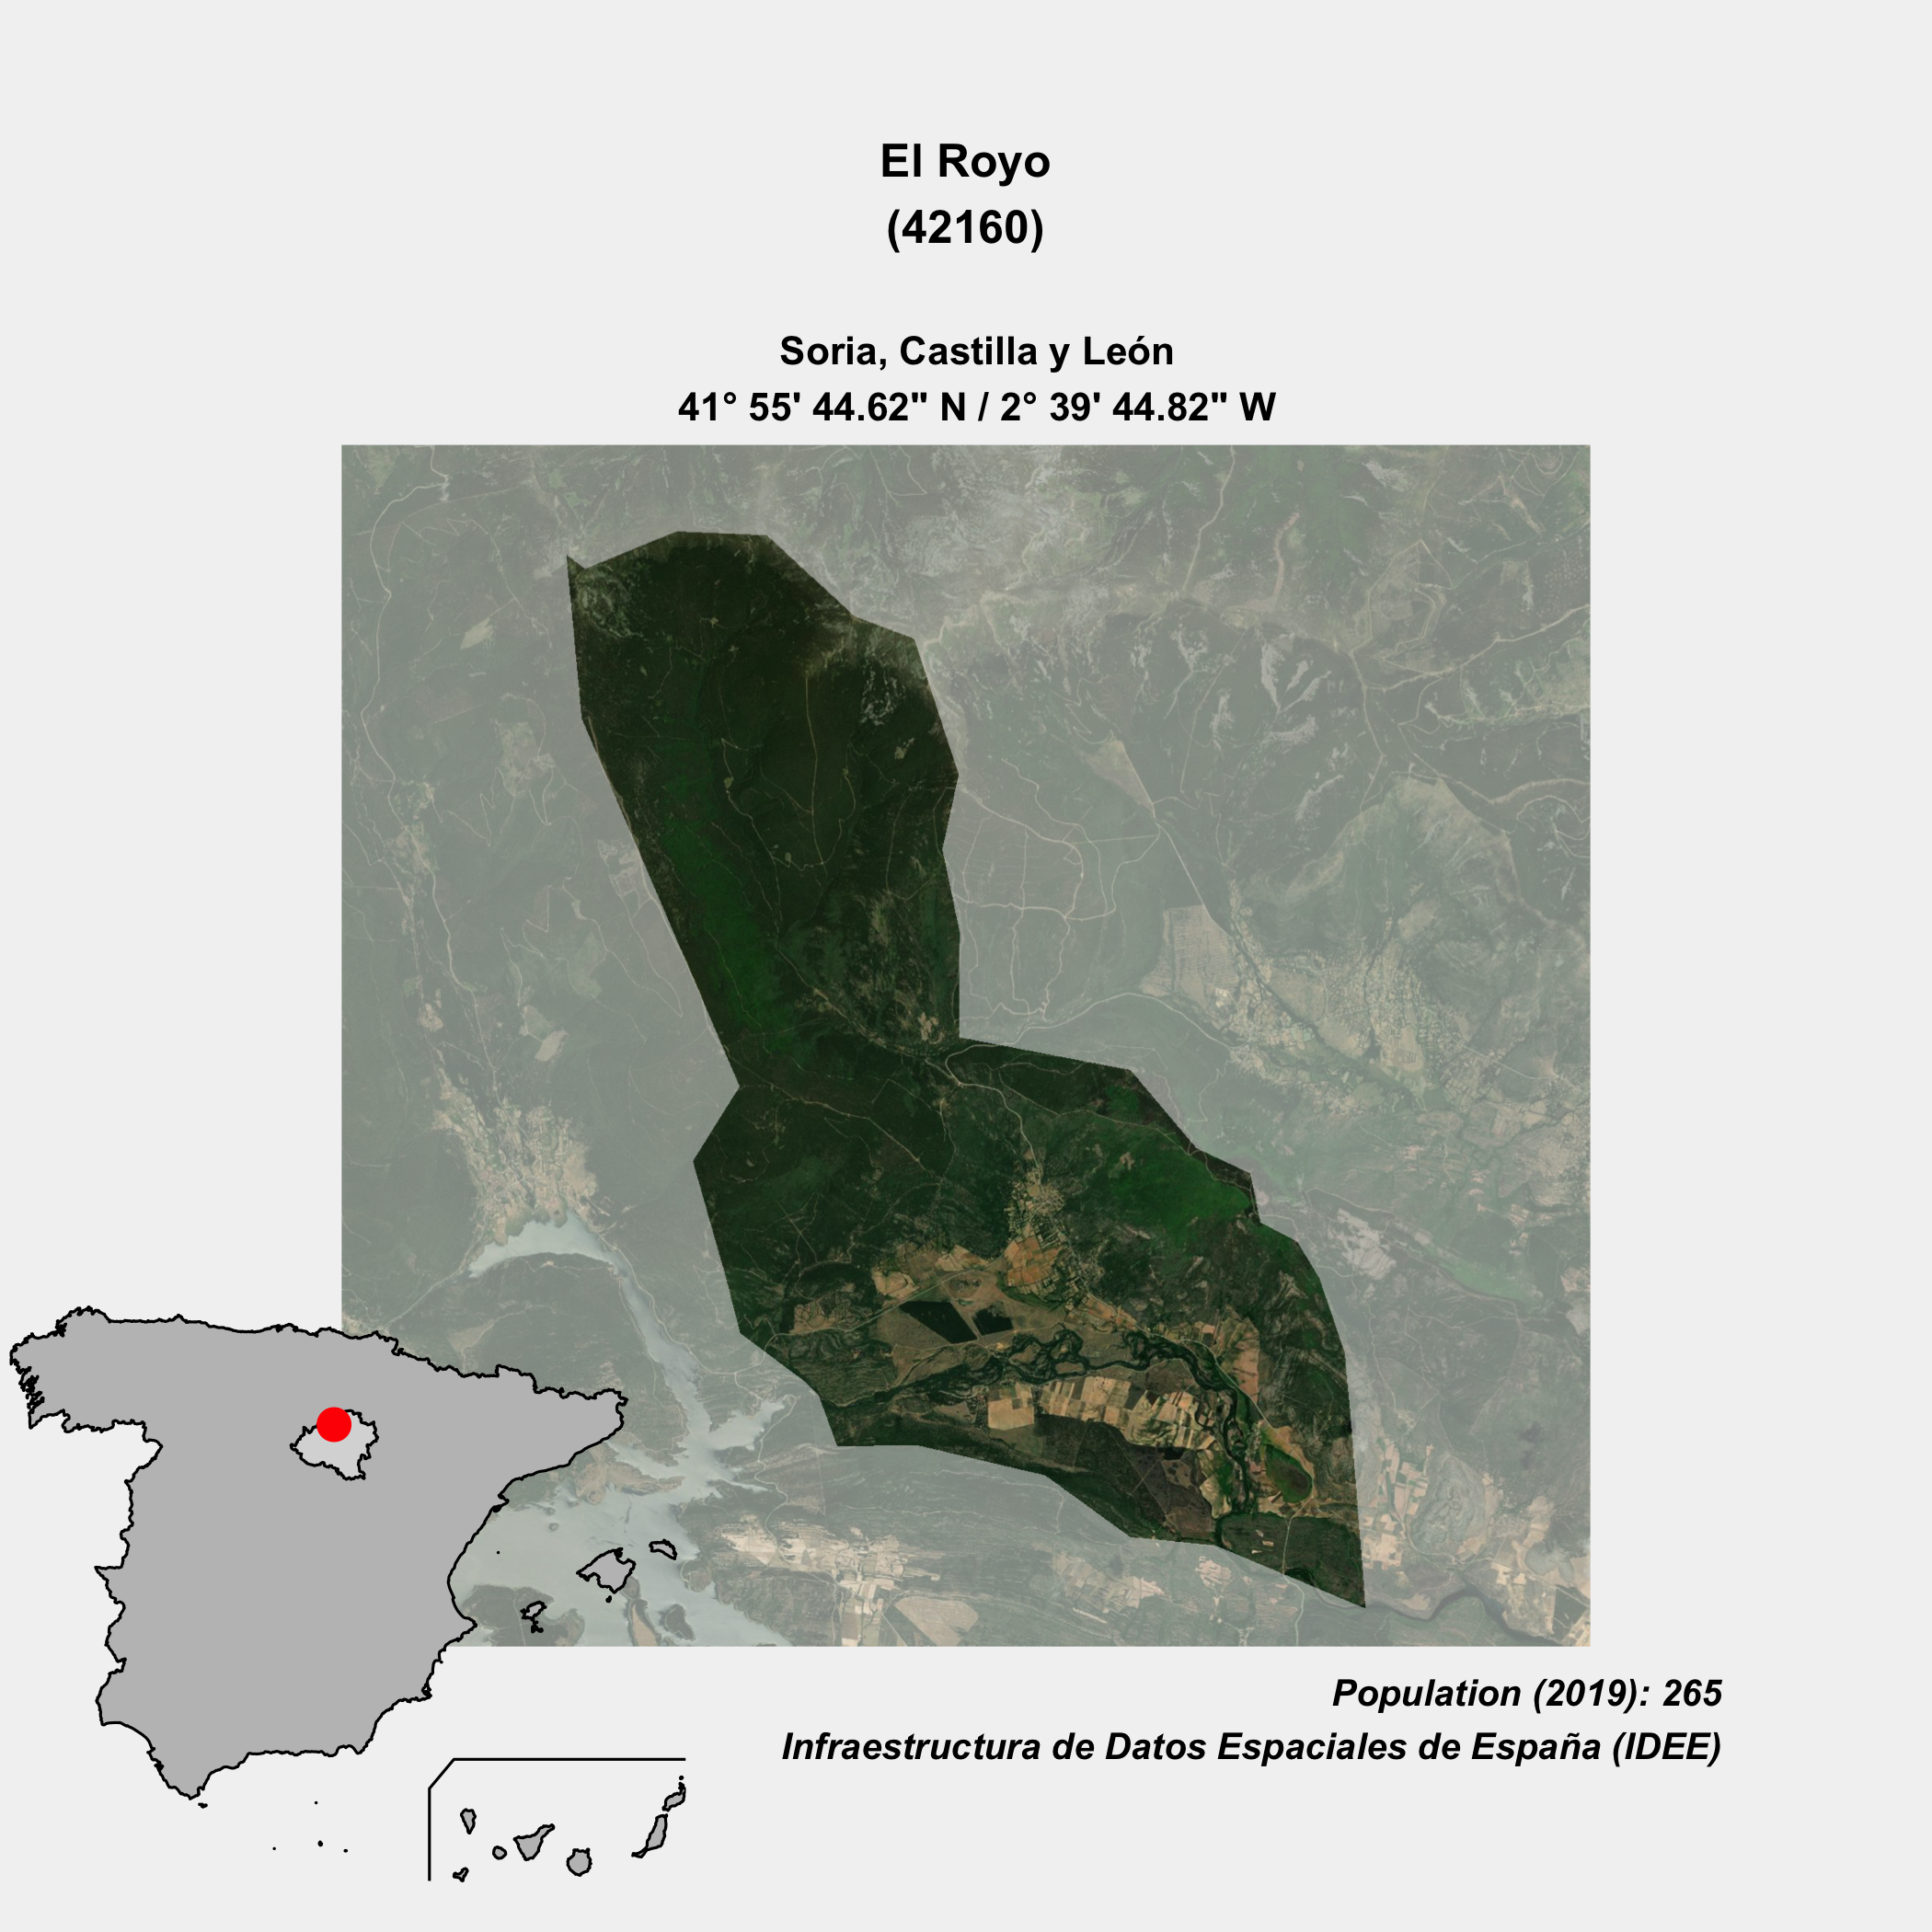 El Royo
(42160)
Soria, Castilla y León
41° 55' 44.62" N / 2° 39' 44.82" W
Population (2019): 265
Infraestructura de Datos Espaciales de España (IDEE)